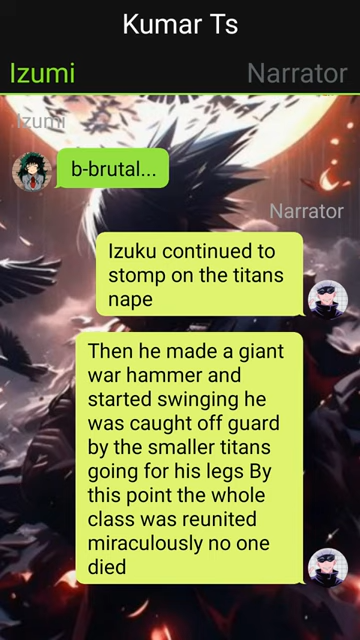 Kumar Ts
Izumi Narrator
Izumi
b-brutal...
Narrator
Izuku continued to
stomp on the titans
nape
Then he made a giant
war hammer and
started swinging he
was caught off guard
by the smaller titans
going for his legs By
this point the whole
class was reunited
miraculously no one
died